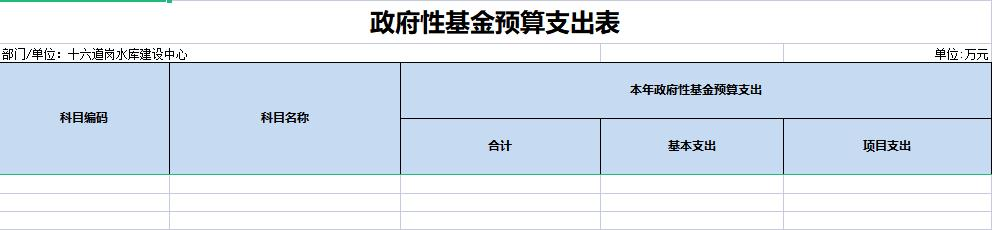 政府性基金预算支出表
部门/单位：十六道岗水库建设中心 单位:万元
科目编码 科目名称 本年政府性基金预算支出
合计 基本支出 项目支出